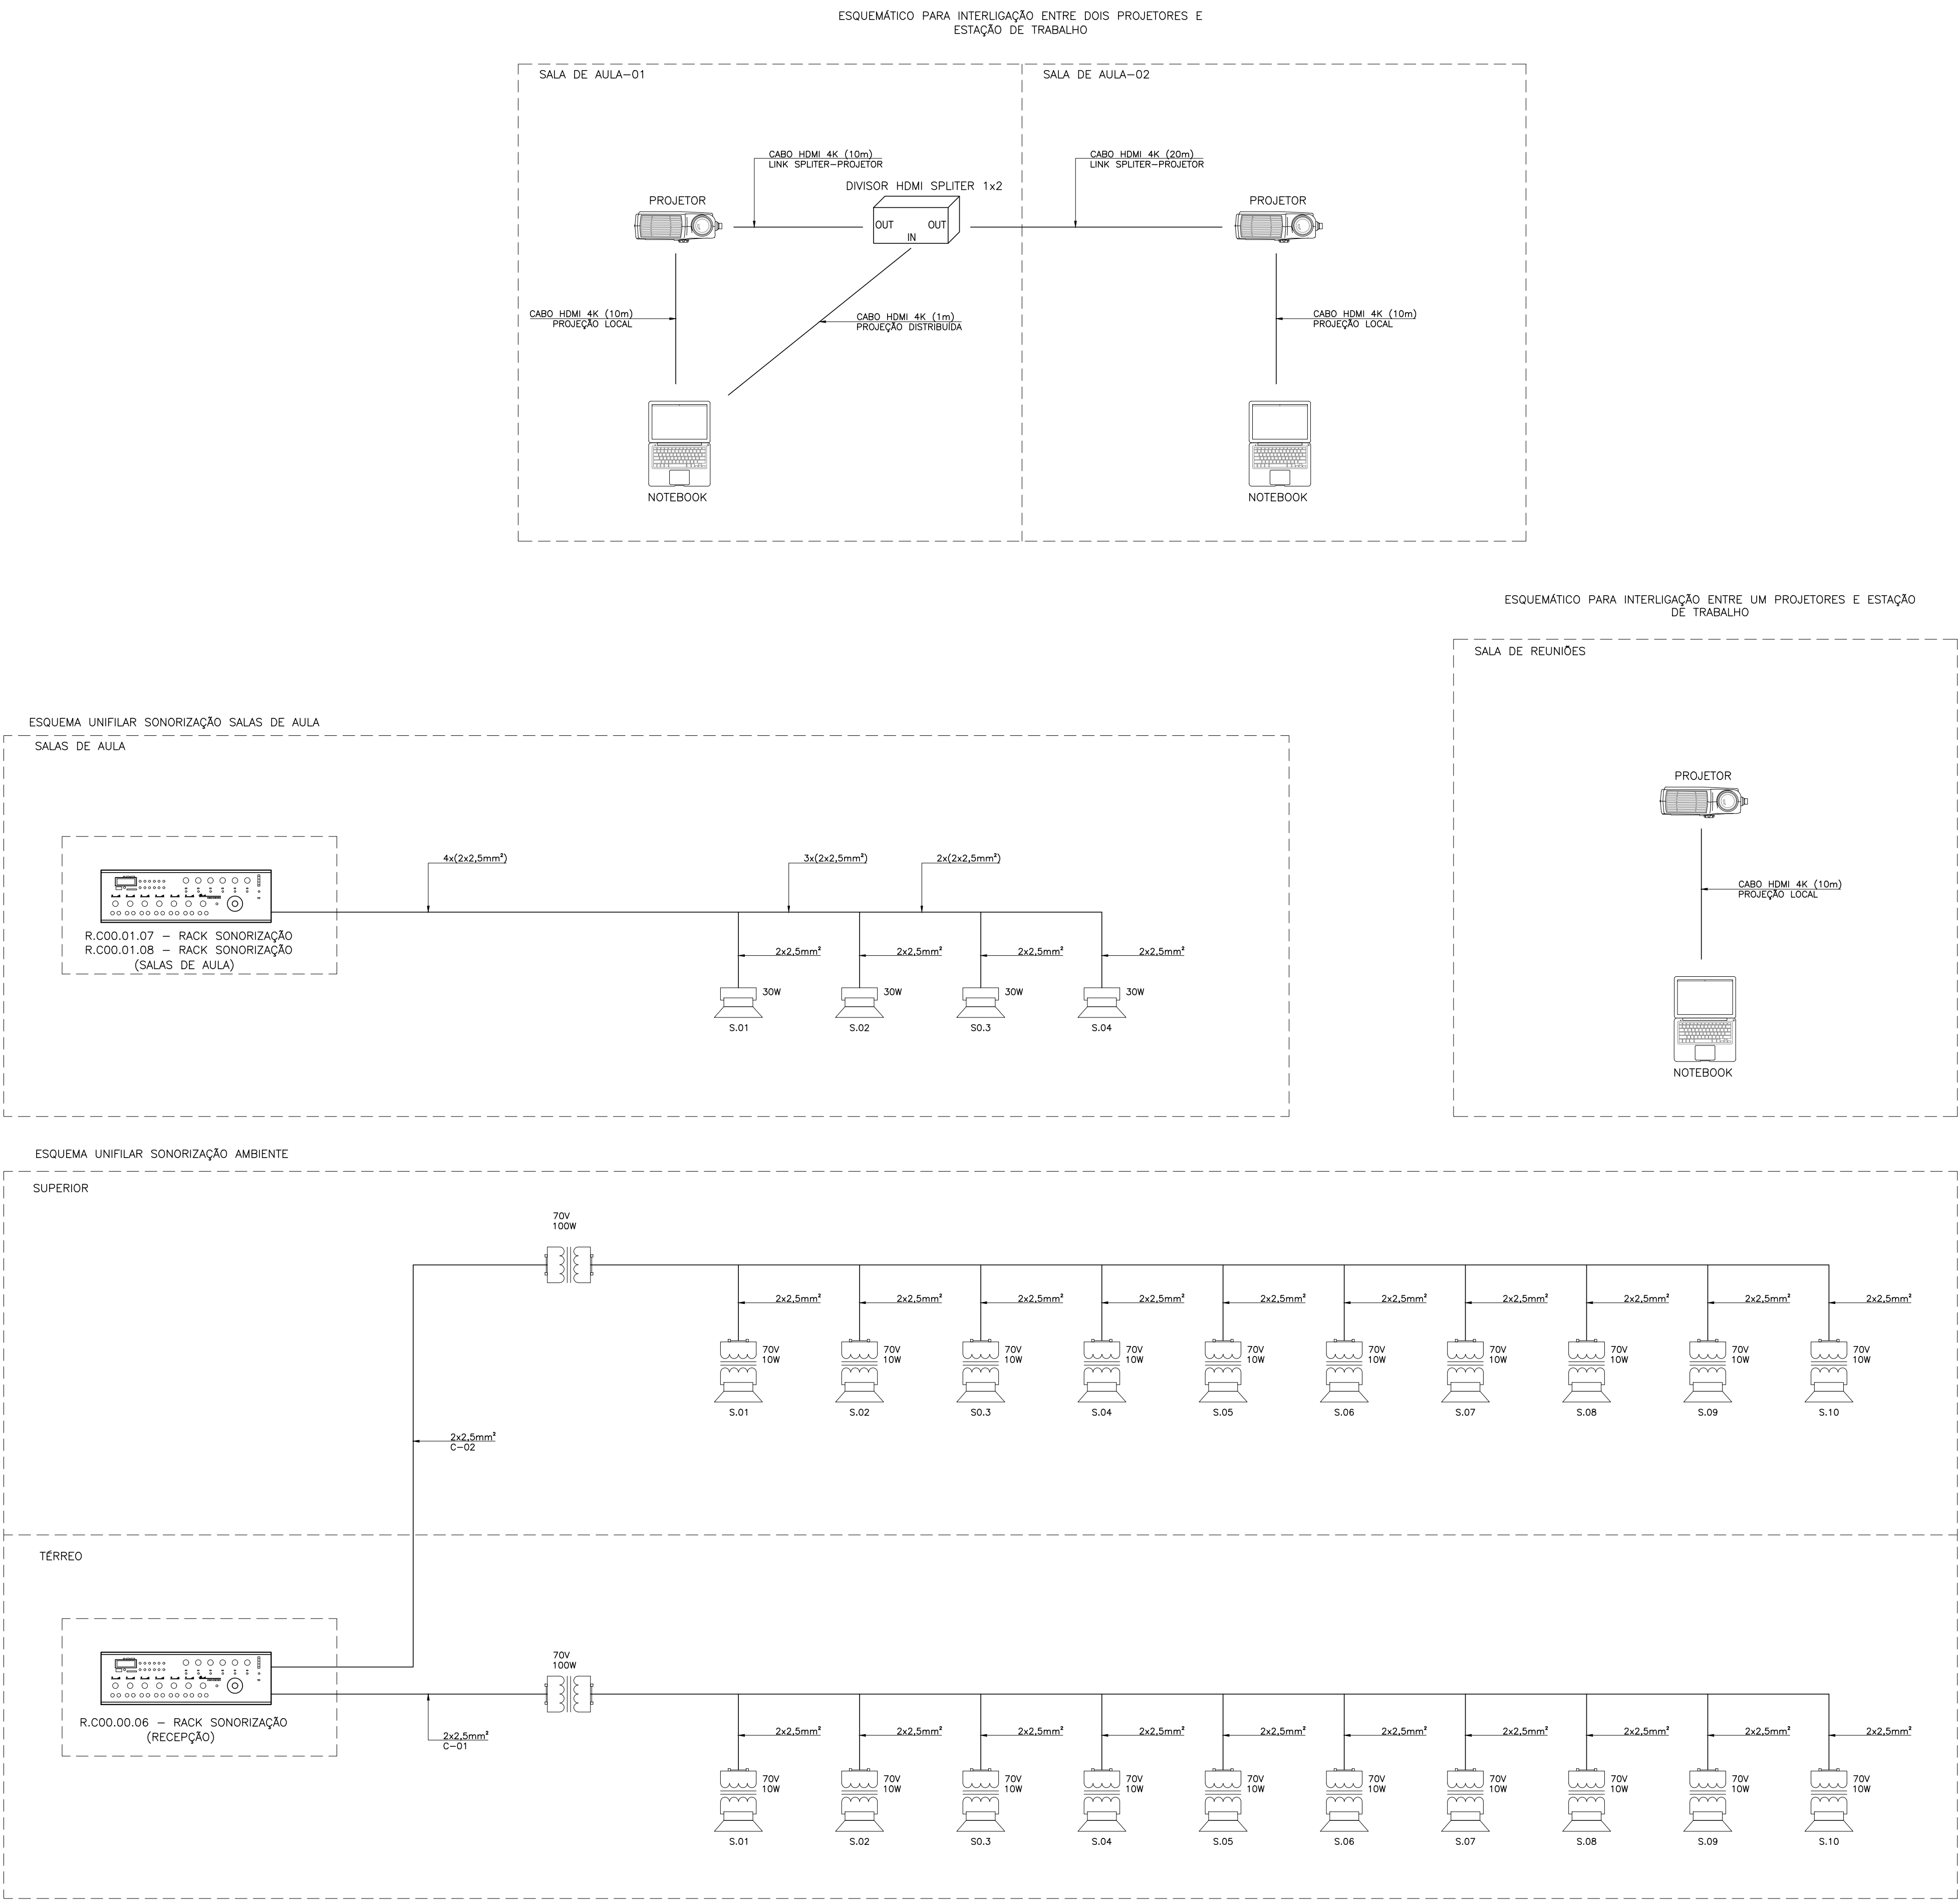 ESQUEMÁTICO PARA INTERLIGAÇÃO ENTRE DOIS PROJETORES E
ESTAÇÃO DE TRABALHO
SALA DE AULA-01
SALA DE AULA-02
CABO HDMI 4K (10m)
LINK SPLITER-PROJETOR
CABO HDMI 4K (20m)
LINK SPLITER-PROJETOR
PROJETOR
DIVISOR HDMI SPLITER 1x2
PROJETOR
OUT
OUT
IN
CABO HDMI 4K (10m)
PROJEÇÃO LOCAL
CABO HDMI 4K (1m)
PROJEÇÃO DISTRIBUÍDA
CABO HDMI 4K (10m)
PROJEÇÃO LOCAL
NOTEBOOK
NOTEBOOK
ESQUEMÁTICO PARA INTERLIGAÇÃO ENTRE UM PROJETORES E ESTAÇÃO
DE TRABALHO
SALA DE REUNIÕES
PROJETOR
CABO HDMI 4K (10m)
PROJEÇÃO LOCAL
NOTEBOOK
ESQUEMA UNIFILAR SONORIZAÇÃO SALAS DE AULA
SALAS DE AULA
4x(2x2,5mm²)
3x(2x2,5mm²)
2x(2x2,5mm²)
R.C00.01.07 - RACK SONORIZAÇÃO
R.C00.01.08 - RACK SONORIZAÇÃO
(SALAS DE AULA)
2x2,5mm²
2x2,5mm²
2x2,5mm²
2x2,5mm²
30W
30W
30W
30W
S.01
S.02
S0.3
S.04
ESQUEMA UNIFILAR SONORIZAÇÃO AMBIENTE
SUPERIOR
70V
100W
2x2,5mm²
2x2,5mm²
2x2,5mm²
2x2,5mm²
2x2,5mm²
2x2,5mm²
2x2,5mm²
2x2,5mm²
2x2,5mm²
2x2,5mm²
70V
10W
70V
10W
70V
10W
70V
10W
70V
10W
70V
10W
70V
10W
70V
10W
70V
10W
70V
10W
S.01
S.02
S0.3
S.04
S.05
S.06
S.07
S.08
S.09
S.10
2x2,5mm²
C-02
TÉRREO
70V
100W
R.C00.00.06 - RACK SONORIZAÇÃO
(RECEPÇÃO)
2x2,5mm²
C-01
2x2,5mm²
2x2,5mm²
2x2,5mm²
2x2,5mm²
2x2,5mm²
2x2,5mm²
2x2,5mm²
2x2,5mm²
2x2,5mm²
2x2,5mm²
70V
10W
70V
10W
70V
10W
70V
10W
70V
10W
70V
10W
70V
10W
70V
10W
70V
10W
70V
10W
S.01
S.02
S0.3
S.04
S.05
S.06
S.07
S.08
S.09
S.10